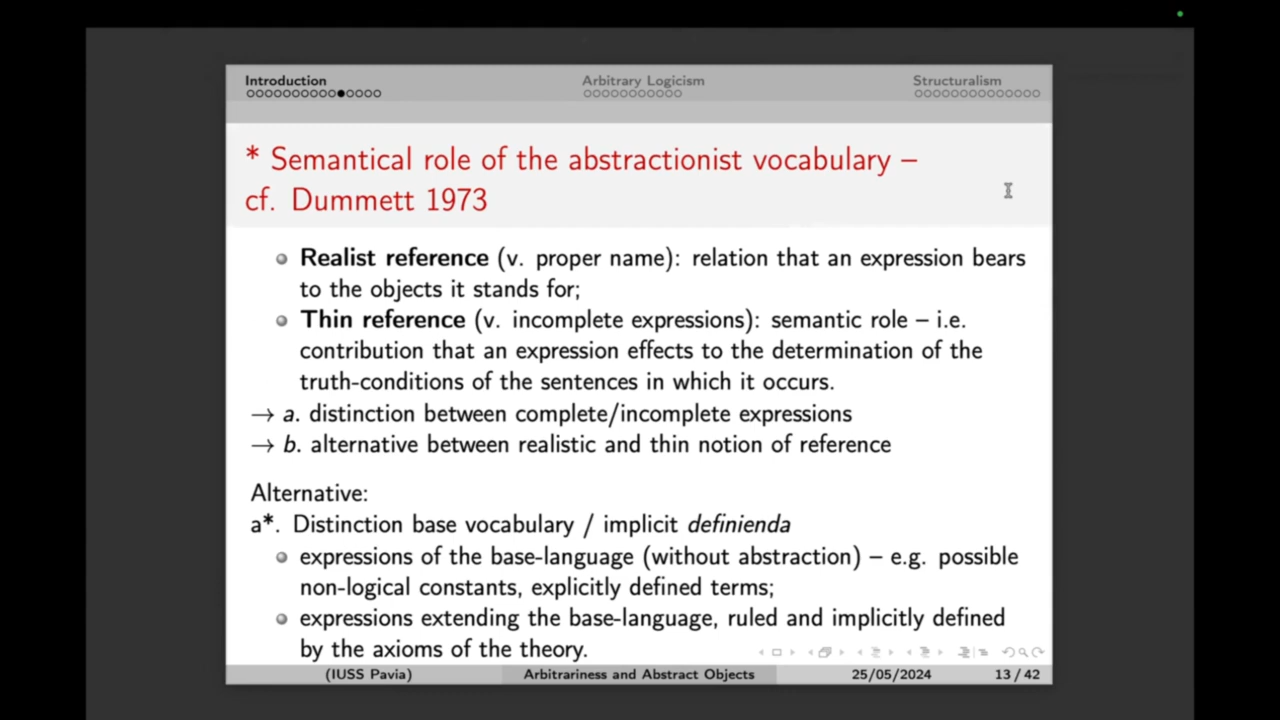 Introduction
Arbitrary Logicism
Structuralism
* Semantical role of the abstractionist vocabulary –
cf. Dummett 1973
Realist reference (v. proper name): relation that an expression bears
to the objects it stands for;
Thin reference (v. incomplete expressions): semantic role – i.e.
contribution that an expression effects to the determination of the
truth-conditions of the sentences in which it occurs.
→ a. distinction between complete/incomplete expressions
→ b. alternative between realistic and thin notion of reference
Alternative:
a*. Distinction base vocabulary / implicit definienda
expressions of the base-language (without abstraction) – e.g. possible
non-logical constants, explicitly defined terms;
expressions extending the base-language, ruled and implicitly defined
by the axioms of the theory.
(IUSS Pavia)
Arbitrariness and Abstract Objects
25/05/2024
13 / 42